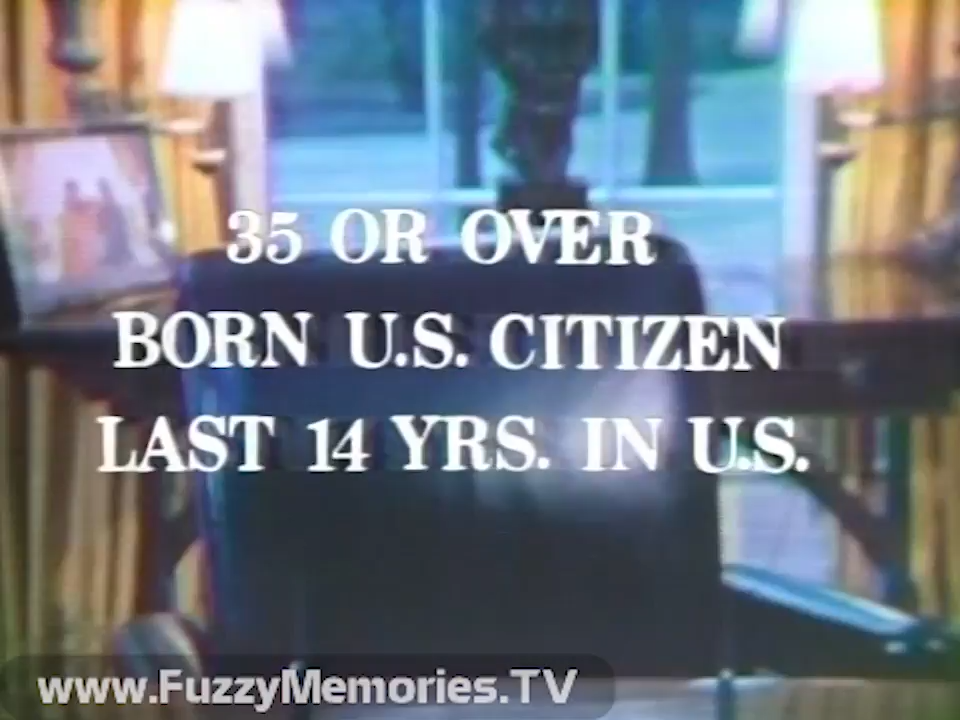 35 OR OVER
BORN U.S. CITIZEN
LAST 14 YRS. IN U.S.
www.FuzzyMemories.TV